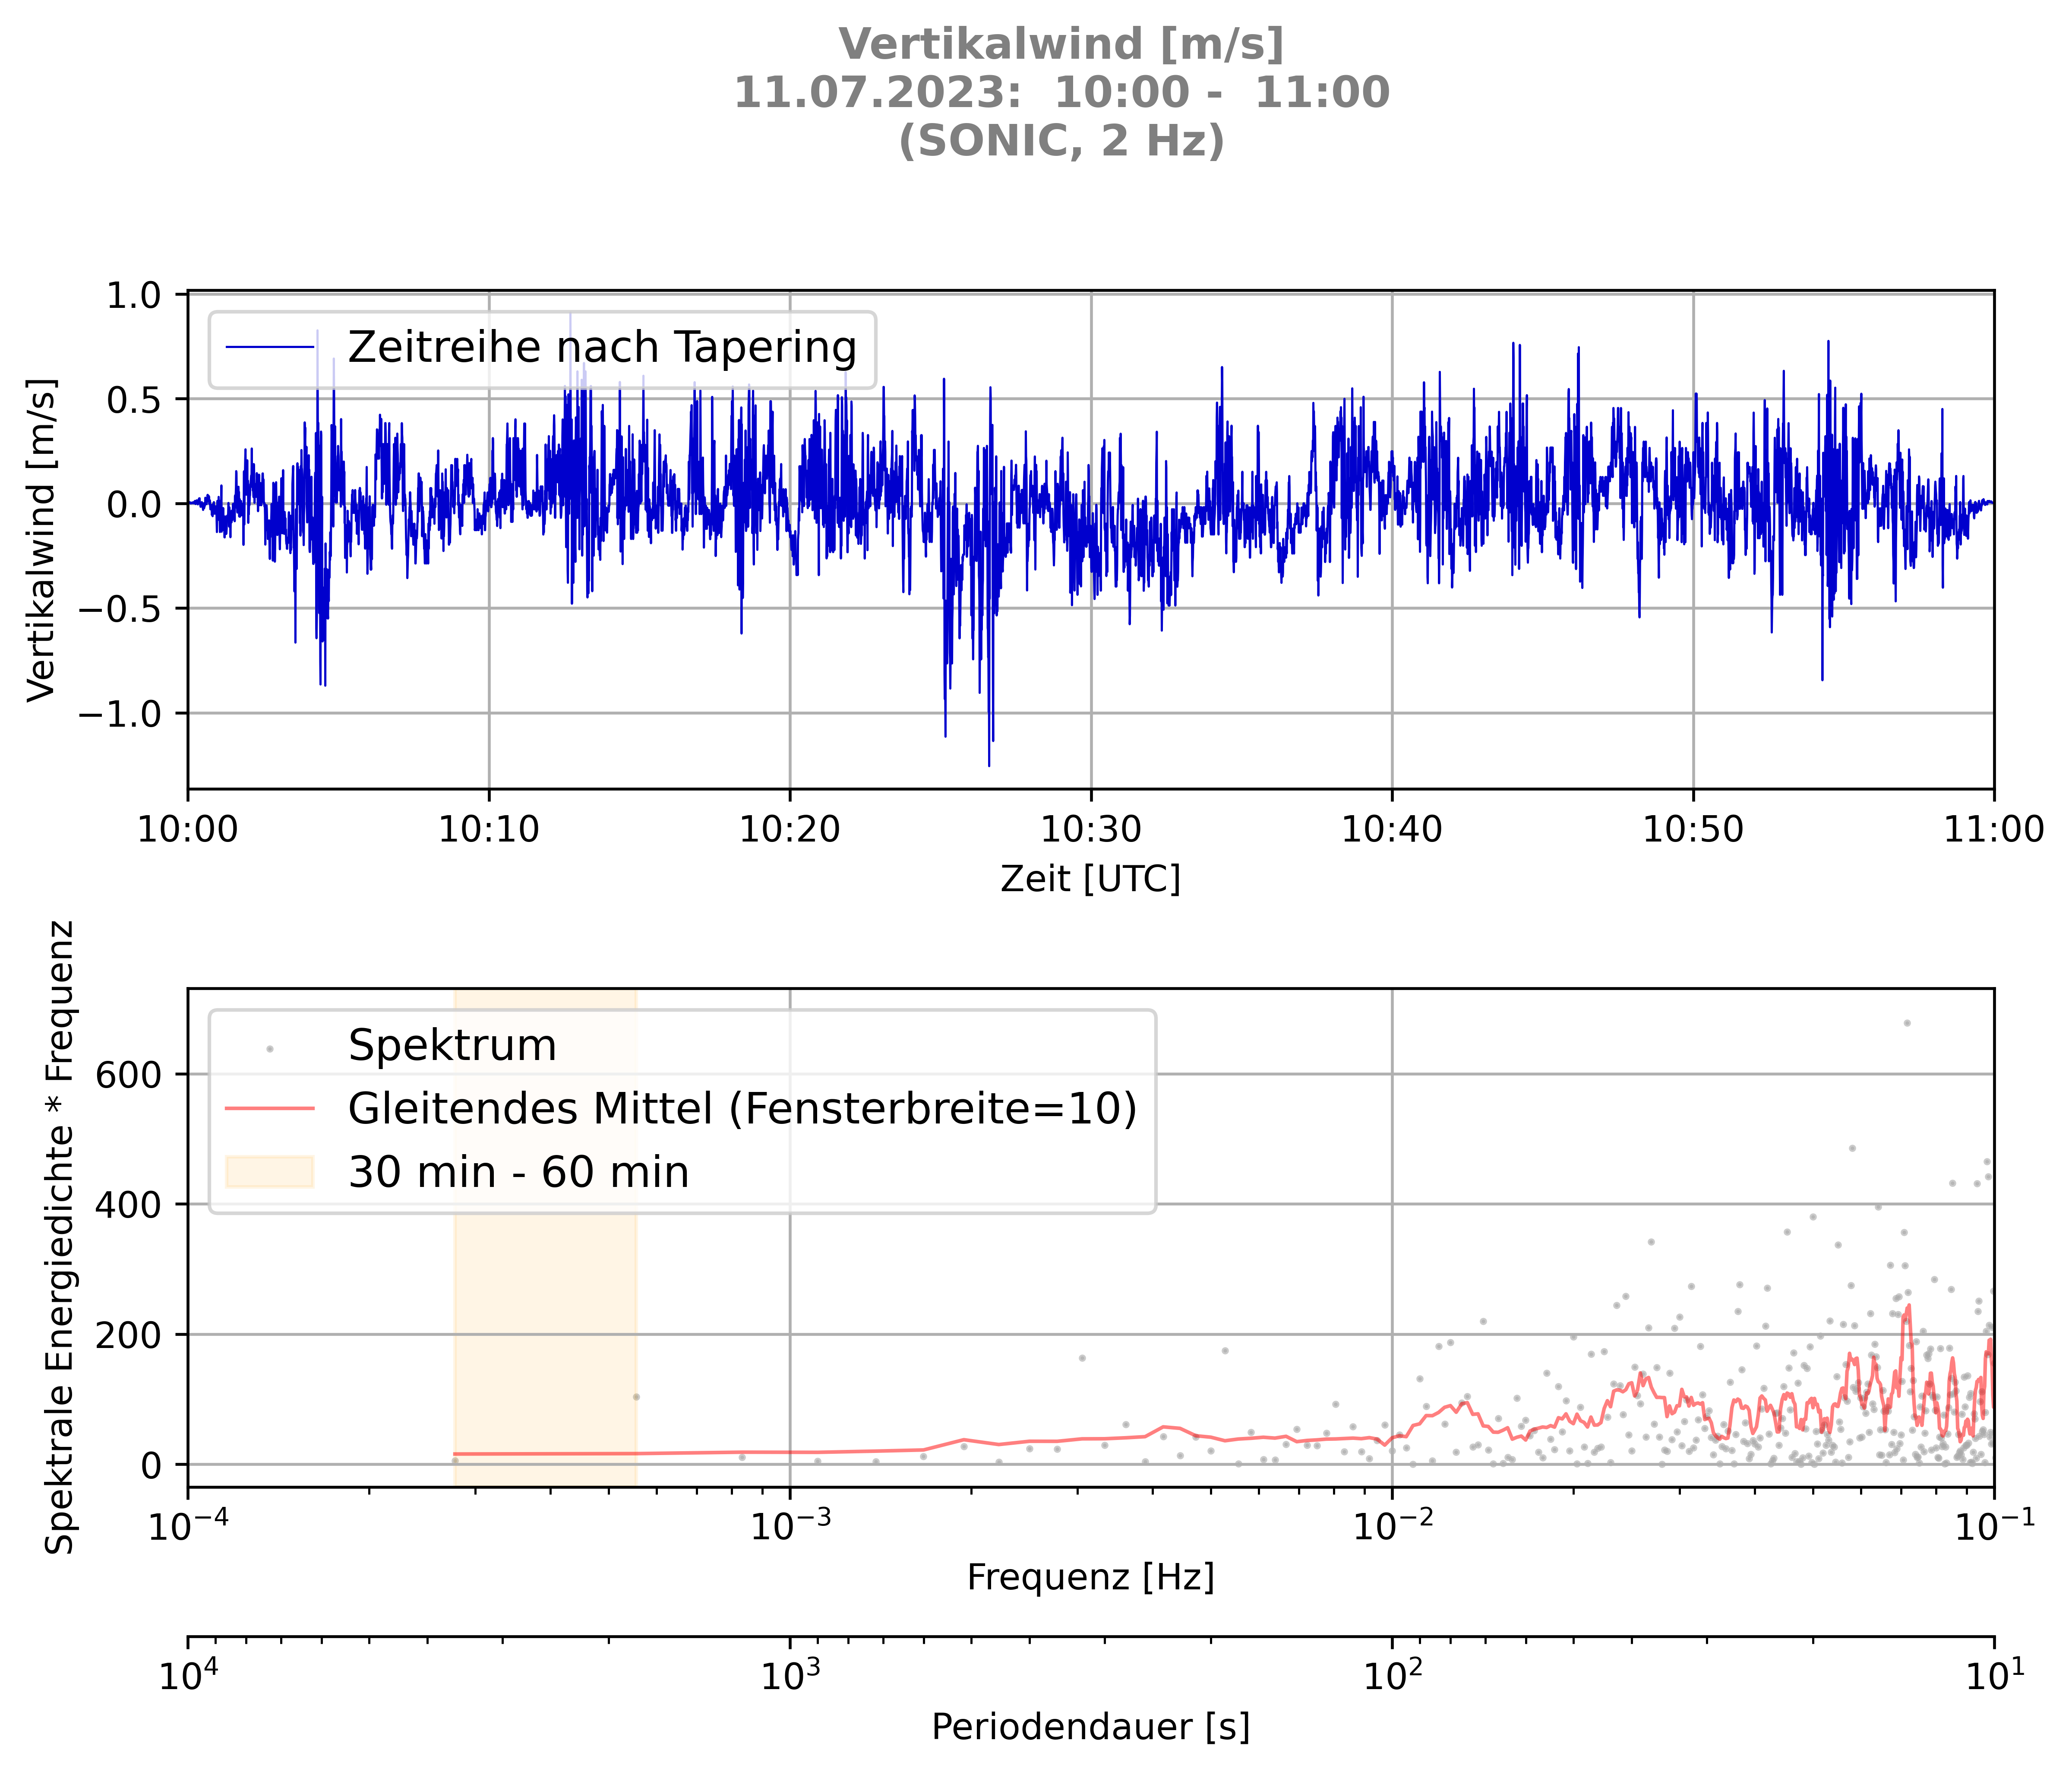 Vertikalwind [m/s]
11.07.2023:  10:00 -  11:00
(SONIC, 2 Hz)
Vertikalwind [m/s]
1.0
0.5
0.0
−0.5
−1.0
Zeitreihe nach Tapering
10:00 10:10 10:20 10:30 10:40 10:50 11:00
Zeit [UTC]
Spektrale Energiedichte * Frequenz
600
400
200
0
Spektrum
Gleitendes Mittel (Fensterbreite=10)
30 min - 60 min
10⁻⁴ 10⁻³ 10⁻² 10⁻¹
Frequenz [Hz]
10⁴ 10³ 10² 10¹
Periodendauer [s]